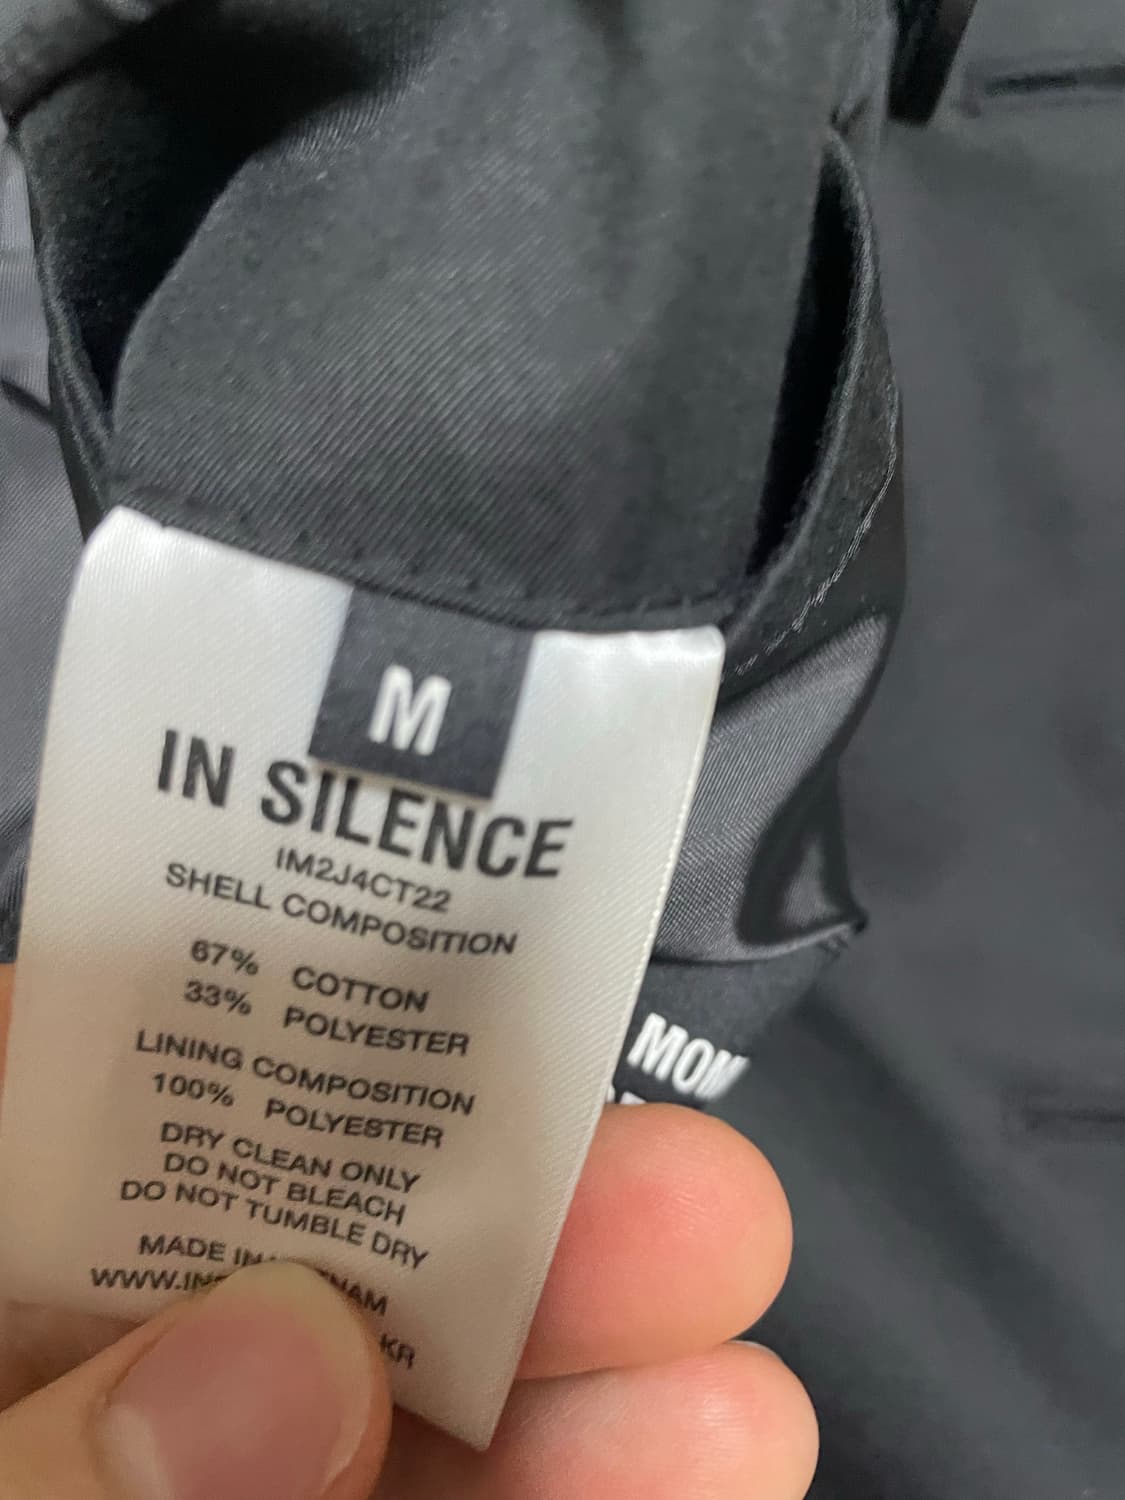 M
IN SILENCE
IM2J4CT22
SHELL COMPOSITION
67% COTTON
33% POLYESTER
LINING COMPOSITION
100% POLYESTER
DRY CLEAN ONLY
DO NOT BLEACH
DO NOT TUMBLE DRY
MADE IN
KR